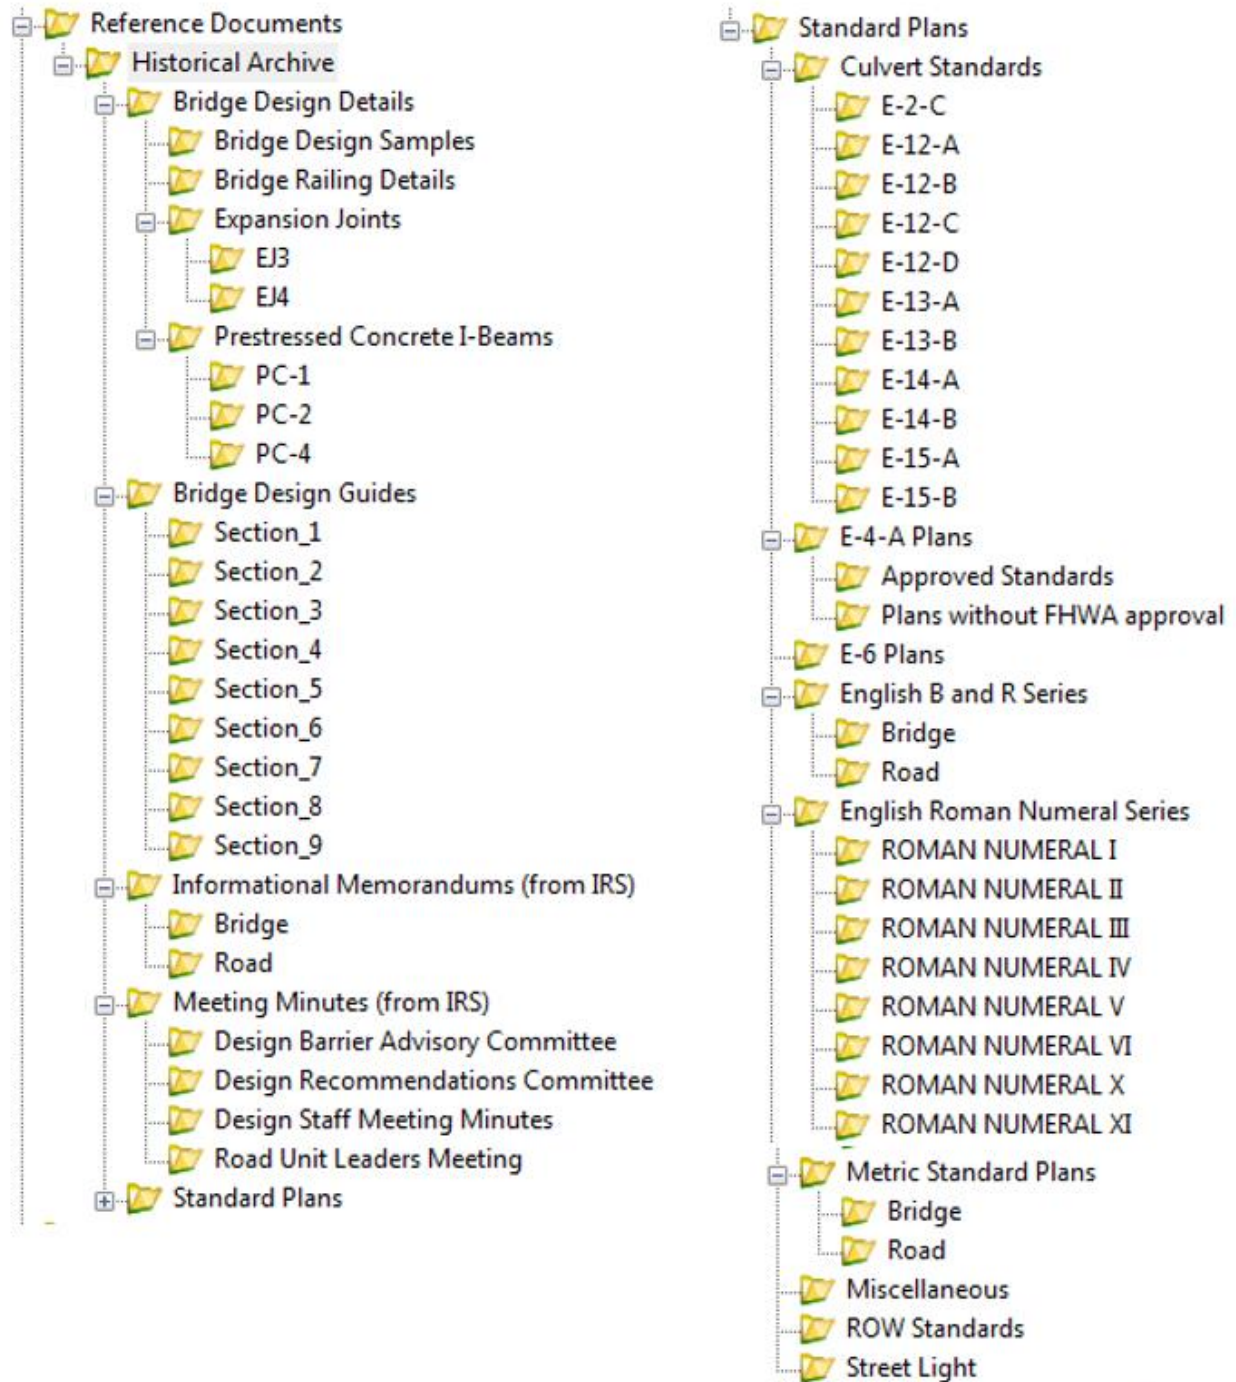 Reference Documents
Historical Archive
Bridge Design Details
Bridge Design Samples
Bridge Railing Details
Expansion Joints
EJ3
EJ4
Prestressed Concrete I-Beams
PC-1
PC-2
PC-4
Bridge Design Guides
Section_1
Section_2
Section_3
Section_4
Section_5
Section_6
Section_7
Section_8
Section_9
Informational Memorandums (from IRS)
Bridge
Road
Meeting Minutes (from IRS)
Design Barrier Advisory Committee
Design Recommendations Committee
Design Staff Meeting Minutes
Road Unit Leaders Meeting
Standard Plans
Standard Plans
Culvert Standards
E-2-C
E-12-A
E-12-B
E-12-C
E-12-D
E-13-A
E-13-B
E-14-A
E-14-B
E-15-A
E-15-B
E-4-A Plans
Approved Standards
Plans without FHWA approval
E-6 Plans
English B and R Series
Bridge
Road
English Roman Numeral Series
ROMAN NUMERAL I
ROMAN NUMERAL II
ROMAN NUMERAL III
ROMAN NUMERAL IV
ROMAN NUMERAL V
ROMAN NUMERAL VI
ROMAN NUMERAL X
ROMAN NUMERAL XI
Metric Standard Plans
Bridge
Road
Miscellaneous
ROW Standards
Street Light